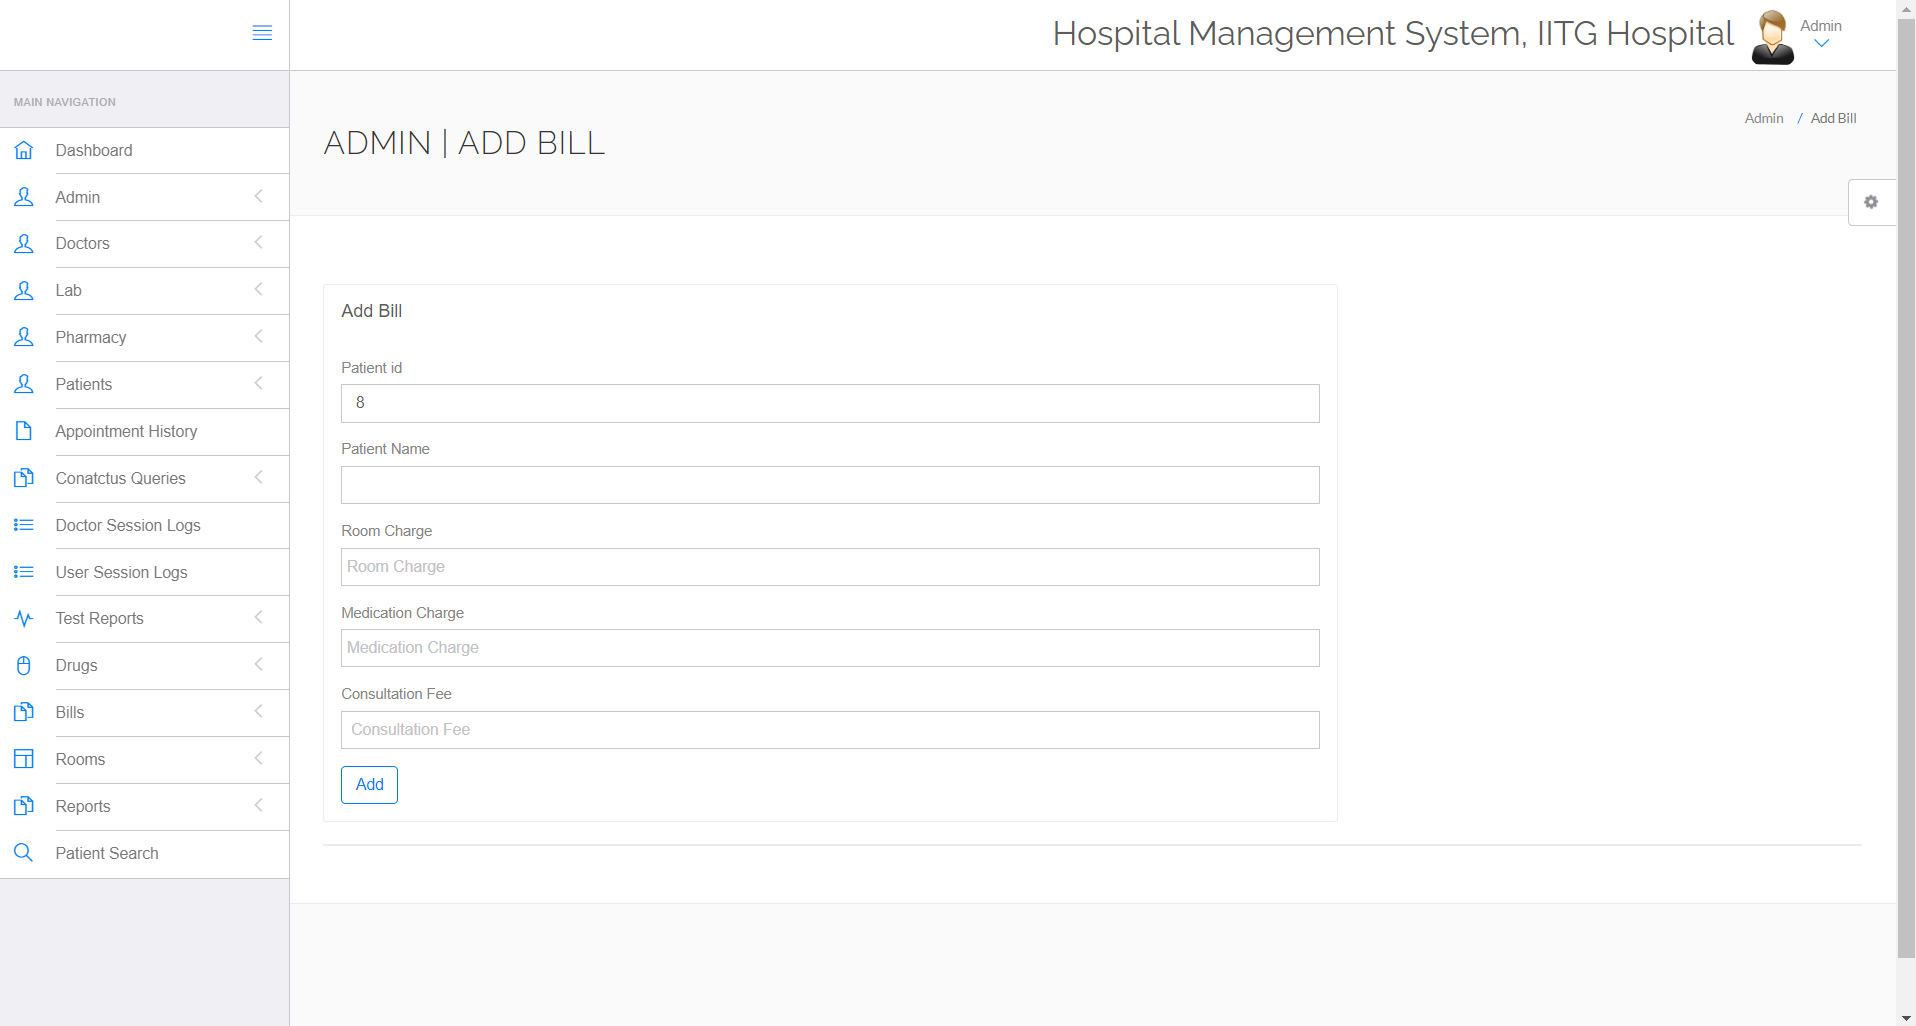 Hospital Management System, IITG Hospital
Admin
MAIN NAVIGATION
Dashboard
Admin
Doctors
Lab
Pharmacy
Patients
Appointment History
Conatctus Queries
Doctor Session Logs
User Session Logs
Test Reports
Drugs
Bills
Rooms
Reports
Patient Search
ADMIN | ADD BILL
Admin / Add Bill
Add Bill
Patient id
8
Patient Name
Room Charge
Room Charge
Medication Charge
Medication Charge
Consultation Fee
Consultation Fee
Add